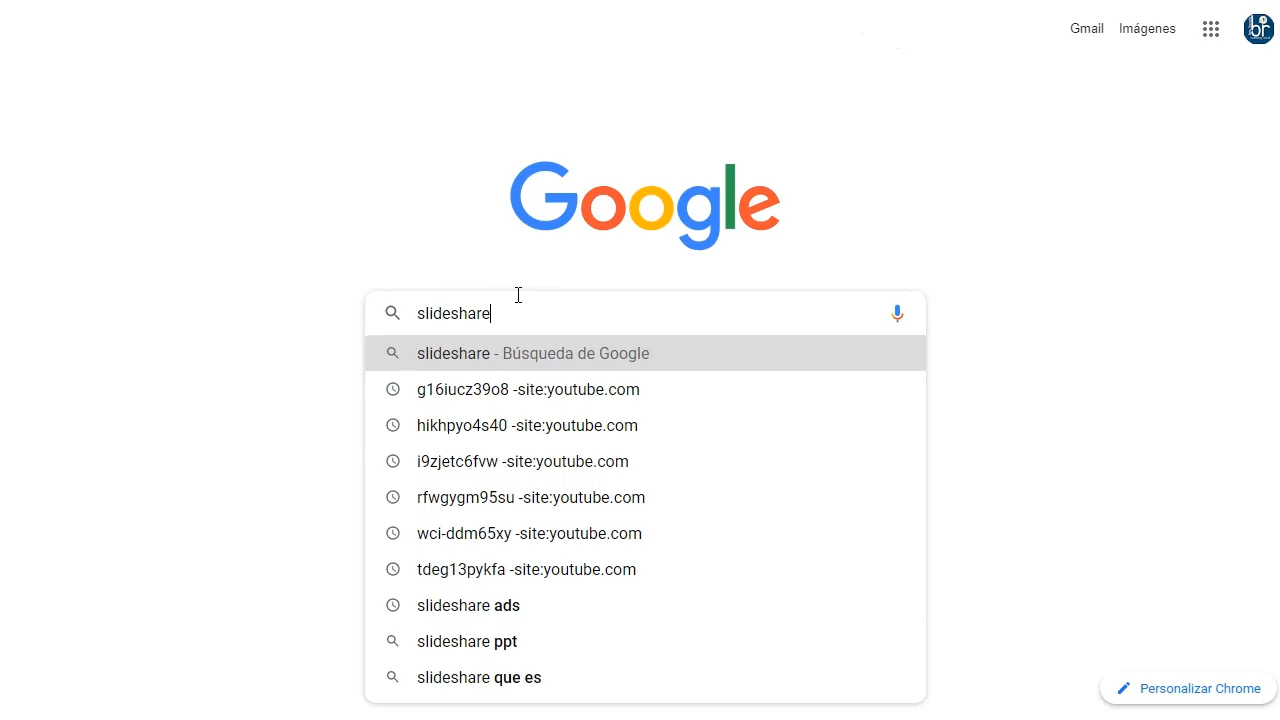 Gmail Imágenes
br
Google
slideshare
slideshare - Búsqueda de Google
g16iucz39o8 -site:youtube.com
hikhpyo4s40 -site:youtube.com
i9zjetc6fvw -site:youtube.com
rfwgygm95su -site:youtube.com
wci-ddm65xy -site:youtube.com
tdeg13pykfa -site:youtube.com
slideshare ads
slideshare ppt
slideshare que es
Personalizar Chrome